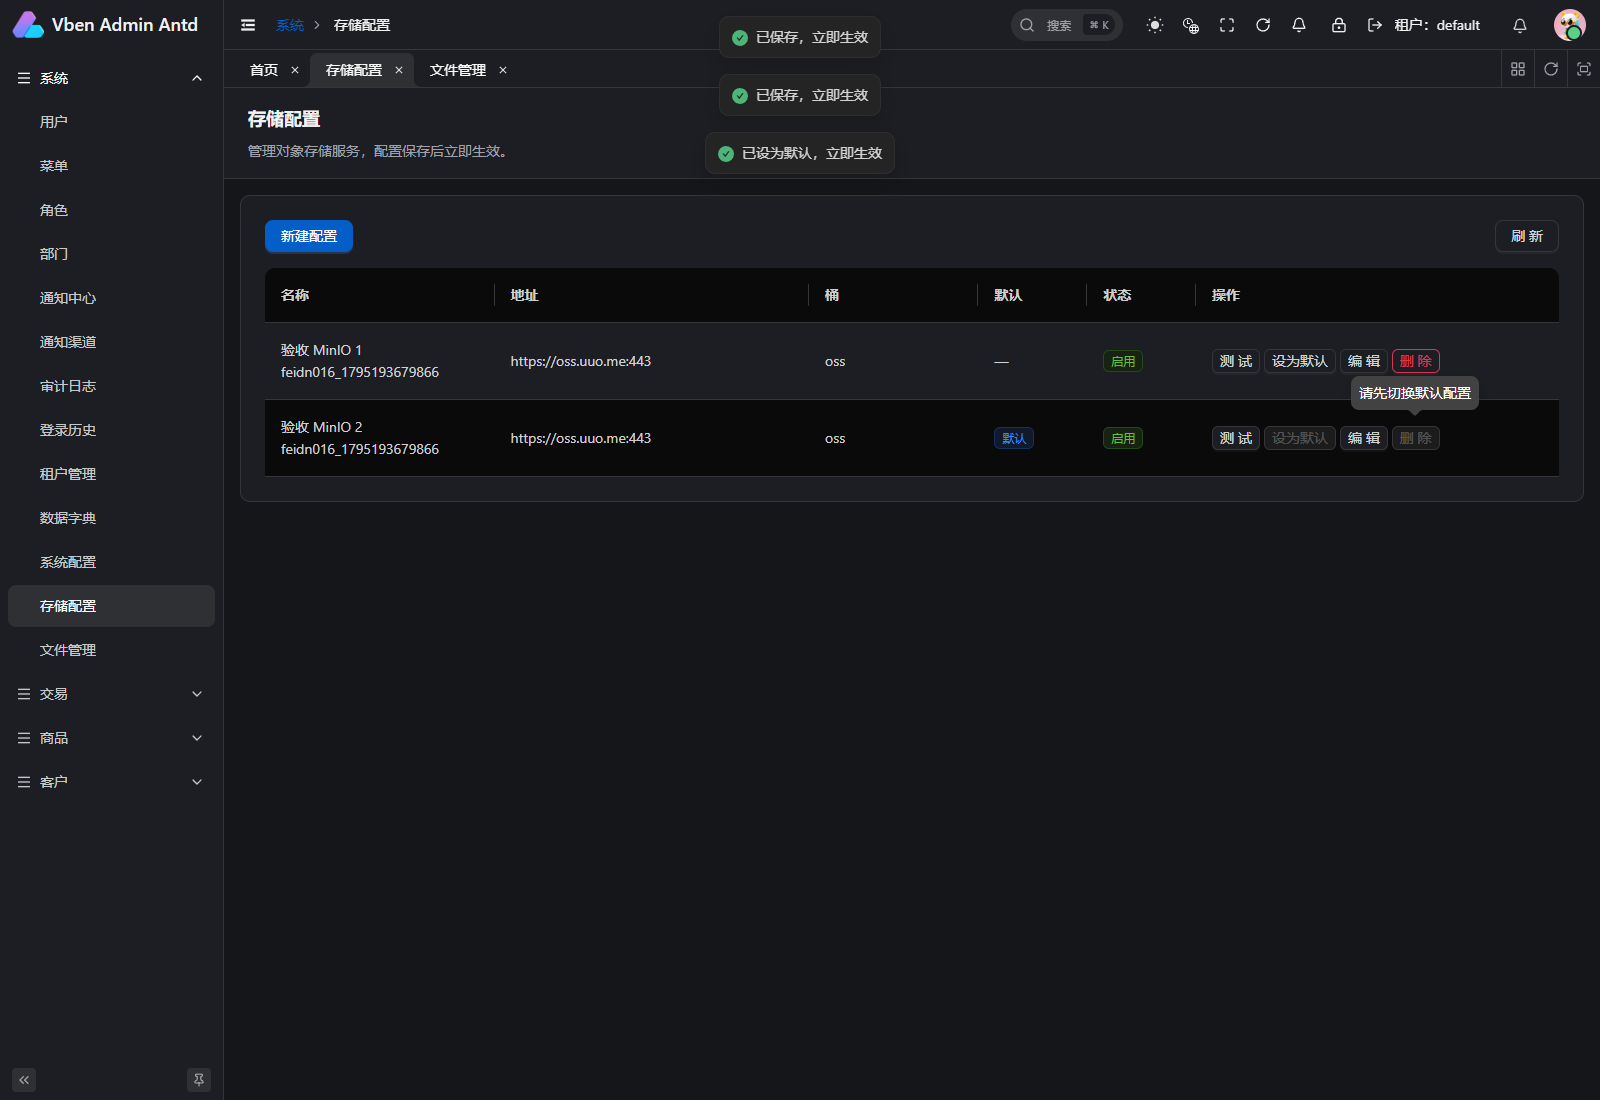 Vben Admin Antd
系统
存储配置
搜索
⌘ K
租户：default
已保存，立即生效
首页
存储配置
文件管理
已保存，立即生效
存储配置
管理对象存储服务，配置保存后立即生效。
已设为默认，立即生效
系统
用户
菜单
角色
部门
通知中心
通知渠道
审计日志
登录历史
租户管理
数据字典
系统配置
存储配置
文件管理
交易
商品
客户
新建配置
刷 新
名称
地址
桶
默认
状态
操作
验收 MinIO 1
feidn016_1795193679866
https://oss.uuo.me:443
oss
—
启用
测 试
设为默认
编 辑
删 除
请先切换默认配置
验收 MinIO 2
feidn016_1795193679866
https://oss.uuo.me:443
oss
默认
启用
测 试
设为默认
编 辑
删 除